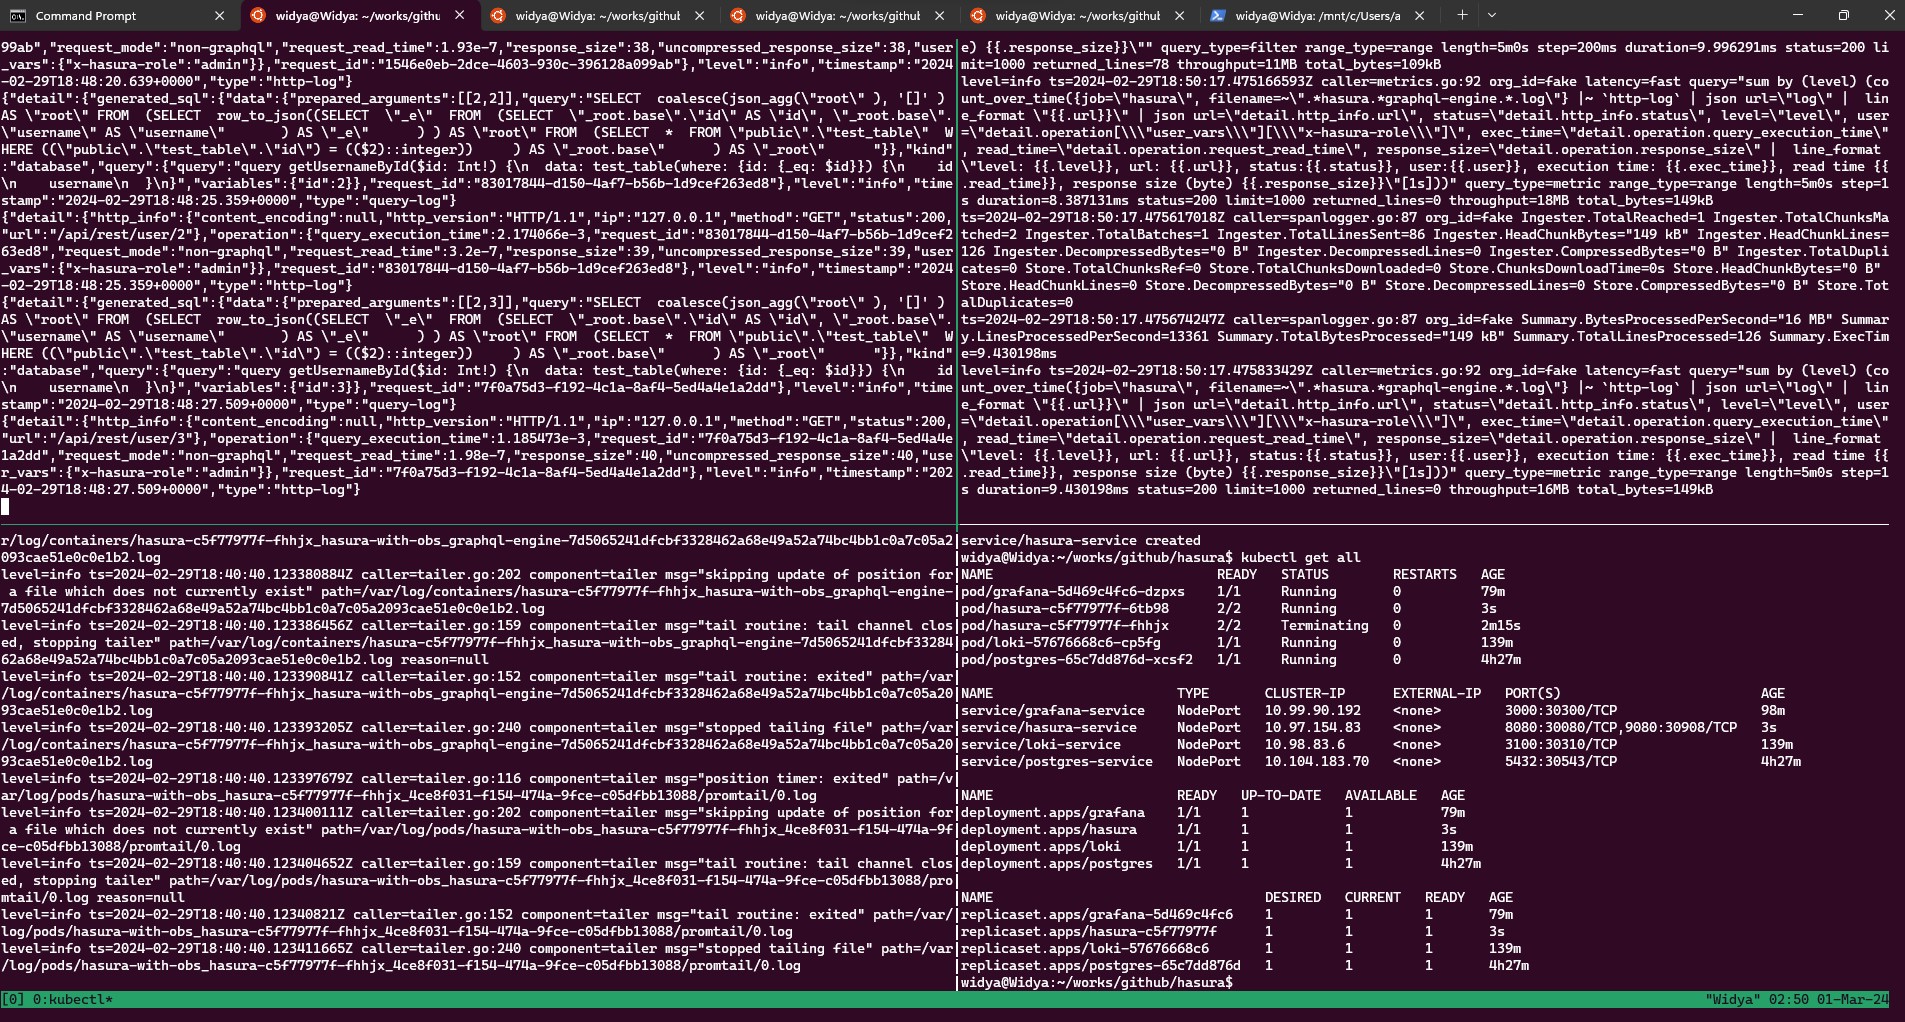 Command Prompt
widya@Widya: ~/works/githu
widya@Widya: ~/works/github
widya@Widya: ~/works/github
widya@Widya: ~/works/github
widya@Widya: /mnt/c/Users/a
99ab","request_mode":"non-graphql","request_read_time":1.93e-7,"response_size":38,"uncompressed_response_size":38,"user
_vars":{"x-hasura-role":"admin"}},"request_id":"1546e0eb-2dce-4603-930c-396128a099ab"},"level":"info","timestamp":"2024
-02-29T18:48:20.639+0000","type":"http-log"}
{"detail":{"generated_sql":{"data":{"prepared_arguments":[[2,2]],"query":"SELECT  coalesce(json_agg(\"root\" ), '[]' )
AS \"root\" FROM  (SELECT  row_to_json((SELECT  \"_e\"  FROM  (SELECT  \"_root.base\".\"id\" AS \"id\", \"_root.base\".
\"username\" AS \"username\"       ) AS \"_e\"      ) ) AS \"root\" FROM  (SELECT  *  FROM \"public\".\"test_table\"  W
HERE ((\"public\".\"test_table\".\"id\") = (($2)::integer))     ) AS \"_root.base\"      ) AS \"_root\"      "}},"kind"
:"database","query":{"query":"query getUsernameById($id: Int!) {\n  data: test_table(where: {id: {_eq: $id}}) {\n    id
\n    username\n  }\n}","variables":{"id":2}},"request_id":"83017844-d150-4af7-b56b-1d9cef263ed8"},"level":"info","time
stamp":"2024-02-29T18:48:25.359+0000","type":"query-log"}
{"detail":{"http_info":{"content_encoding":null,"http_version":"HTTP/1.1","ip":"127.0.0.1","method":"GET","status":200,
"url":"/api/rest/user/2"},"operation":{"query_execution_time":2.174066e-3,"request_id":"83017844-d150-4af7-b56b-1d9cef2
63ed8","request_mode":"non-graphql","request_read_time":3.2e-7,"response_size":39,"uncompressed_response_size":39,"user
_vars":{"x-hasura-role":"admin"}},"request_id":"83017844-d150-4af7-b56b-1d9cef263ed8"},"level":"info","timestamp":"2024
-02-29T18:48:25.359+0000","type":"http-log"}
{"detail":{"generated_sql":{"data":{"prepared_arguments":[[2,3]],"query":"SELECT  coalesce(json_agg(\"root\" ), '[]' )
AS \"root\" FROM  (SELECT  row_to_json((SELECT  \"_e\"  FROM  (SELECT  \"_root.base\".\"id\" AS \"id\", \"_root.base\".
\"username\" AS \"username\"       ) AS \"_e\"      ) ) AS \"root\" FROM  (SELECT  *  FROM \"public\".\"test_table\"  W
HERE ((\"public\".\"test_table\".\"id\") = (($2)::integer))     ) AS \"_root.base\"      ) AS \"_root\"      "}},"kind"
:"database","query":{"query":"query getUsernameById($id: Int!) {\n  data: test_table(where: {id: {_eq: $id}}) {\n    id
\n    username\n  }\n}","variables":{"id":3}},"request_id":"7f0a75d3-f192-4c1a-8af4-5ed4a4e1a2dd"},"level":"info","time
stamp":"2024-02-29T18:48:27.509+0000","type":"query-log"}
{"detail":{"http_info":{"content_encoding":null,"http_version":"HTTP/1.1","ip":"127.0.0.1","method":"GET","status":200,
"url":"/api/rest/user/3"},"operation":{"query_execution_time":1.185473e-3,"request_id":"7f0a75d3-f192-4c1a-8af4-5ed4a4e
1a2dd","request_mode":"non-graphql","request_read_time":1.98e-7,"response_size":40,"uncompressed_response_size":40,"use
r_vars":{"x-hasura-role":"admin"}},"request_id":"7f0a75d3-f192-4c1a-8af4-5ed4a4e1a2dd"},"level":"info","timestamp":"202
4-02-29T18:48:27.509+0000","type":"http-log"}
e) {{.response_size}}\"" query_type=filter range_type=range length=5m0s step=200ms duration=9.996291ms status=200 li
mit=1000 returned_lines=78 throughput=11MB total_bytes=109kB
level=info ts=2024-02-29T18:50:17.475166593Z caller=metrics.go:92 org_id=fake latency=fast query="sum by (level) (co
unt_over_time({job=\"hasura\", filename=~\".*hasura.*graphql-engine.*.log\"} |~ `http-log` | json url=\"log\" |  lin
e_format \"{{.url}}\" | json url=\"detail.http_info.url\", status=\"detail.http_info.status\", level=\"level\", user
=\"detail.operation[\\\"user_vars\\\"][\\\"x-hasura-role\\\"]\", exec_time=\"detail.operation.query_execution_time\"
, read_time=\"detail.operation.request_read_time\", response_size=\"detail.operation.response_size\" |  line_format
\"level: {{.level}}, url: {{.url}}, status:{{.status}}, user:{{.user}}, execution time: {{.exec_time}}, read time {{
.read_time}}, response size (byte) {{.response_size}}\"[1s]))" query_type=metric range_type=range length=5m0s step=1
s duration=8.387131ms status=200 limit=1000 returned_lines=0 throughput=18MB total_bytes=149kB
ts=2024-02-29T18:50:17.475617018Z caller=spanlogger.go:87 org_id=fake Ingester.TotalReached=1 Ingester.TotalChunksMa
tched=2 Ingester.TotalBatches=1 Ingester.TotalLinesSent=86 Ingester.HeadChunkBytes="149 kB" Ingester.HeadChunkLines=
126 Ingester.DecompressedBytes="0 B" Ingester.DecompressedLines=0 Ingester.CompressedBytes="0 B" Ingester.TotalDupli
cates=0 Store.TotalChunksRef=0 Store.TotalChunksDownloaded=0 Store.ChunksDownloadTime=0s Store.HeadChunkBytes="0 B"
Store.HeadChunkLines=0 Store.DecompressedBytes="0 B" Store.DecompressedLines=0 Store.CompressedBytes="0 B" Store.Tot
alDuplicates=0
ts=2024-02-29T18:50:17.475674247Z caller=spanlogger.go:87 org_id=fake Summary.BytesProcessedPerSecond="16 MB" Summar
y.LinesProcessedPerSecond=13361 Summary.TotalBytesProcessed="149 kB" Summary.TotalLinesProcessed=126 Summary.ExecTim
e=9.430198ms
level=info ts=2024-02-29T18:50:17.475833429Z caller=metrics.go:92 org_id=fake latency=fast query="sum by (level) (co
unt_over_time({job=\"hasura\", filename=~\".*hasura.*graphql-engine.*.log\"} |~ `http-log` | json url=\"log\" |  lin
e_format \"{{.url}}\" | json url=\"detail.http_info.url\", status=\"detail.http_info.status\", level=\"level\", user
=\"detail.operation[\\\"user_vars\\\"][\\\"x-hasura-role\\\"]\", exec_time=\"detail.operation.query_execution_time\"
, read_time=\"detail.operation.request_read_time\", response_size=\"detail.operation.response_size\" |  line_format
\"level: {{.level}}, url: {{.url}}, status:{{.status}}, user:{{.user}}, execution time: {{.exec_time}}, read time {{
.read_time}}, response size (byte) {{.response_size}}\"[1s]))" query_type=metric range_type=range length=5m0s step=1
s duration=9.430198ms status=200 limit=1000 returned_lines=0 throughput=16MB total_bytes=149kB
r/log/containers/hasura-c5f77977f-fhhjx_hasura-with-obs_graphql-engine-7d5065241dfcbf3328462a68e49a52a74bc4bb1c0a7c05a2
093cae51e0c0e1b2.log
level=info ts=2024-02-29T18:40:40.123380884Z caller=tailer.go:202 component=tailer msg="skipping update of position for
 a file which does not currently exist" path=/var/log/containers/hasura-c5f77977f-fhhjx_hasura-with-obs_graphql-engine-
7d5065241dfcbf3328462a68e49a52a74bc4bb1c0a7c05a2093cae51e0c0e1b2.log
level=info ts=2024-02-29T18:40:40.123386456Z caller=tailer.go:159 component=tailer msg="tail routine: tail channel clos
ed, stopping tailer" path=/var/log/containers/hasura-c5f77977f-fhhjx_hasura-with-obs_graphql-engine-7d5065241dfcbf33284
62a68e49a52a74bc4bb1c0a7c05a2093cae51e0c0e1b2.log reason=null
level=info ts=2024-02-29T18:40:40.123390841Z caller=tailer.go:152 component=tailer msg="tail routine: exited" path=/var
/log/containers/hasura-c5f77977f-fhhjx_hasura-with-obs_graphql-engine-7d5065241dfcbf3328462a68e49a52a74bc4bb1c0a7c05a20
93cae51e0c0e1b2.log
level=info ts=2024-02-29T18:40:40.123393205Z caller=tailer.go:240 component=tailer msg="stopped tailing file" path=/var
/log/containers/hasura-c5f77977f-fhhjx_hasura-with-obs_graphql-engine-7d5065241dfcbf3328462a68e49a52a74bc4bb1c0a7c05a20
93cae51e0c0e1b2.log
level=info ts=2024-02-29T18:40:40.123397679Z caller=tailer.go:116 component=tailer msg="position timer: exited" path=/v
ar/log/pods/hasura-with-obs_hasura-c5f77977f-fhhjx_4ce8f031-f154-474a-9fce-c05dfbb13088/promtail/0.log
level=info ts=2024-02-29T18:40:40.123400111Z caller=tailer.go:202 component=tailer msg="skipping update of position for
 a file which does not currently exist" path=/var/log/pods/hasura-with-obs_hasura-c5f77977f-fhhjx_4ce8f031-f154-474a-9f
ce-c05dfbb13088/promtail/0.log
level=info ts=2024-02-29T18:40:40.123404652Z caller=tailer.go:159 component=tailer msg="tail routine: tail channel clos
ed, stopping tailer" path=/var/log/pods/hasura-with-obs_hasura-c5f77977f-fhhjx_4ce8f031-f154-474a-9fce-c05dfbb13088/pro
mtail/0.log reason=null
level=info ts=2024-02-29T18:40:40.12340821Z caller=tailer.go:152 component=tailer msg="tail routine: exited" path=/var/
log/pods/hasura-with-obs_hasura-c5f77977f-fhhjx_4ce8f031-f154-474a-9fce-c05dfbb13088/promtail/0.log
level=info ts=2024-02-29T18:40:40.123411665Z caller=tailer.go:240 component=tailer msg="stopped tailing file" path=/var
/log/pods/hasura-with-obs_hasura-c5f77977f-fhhjx_4ce8f031-f154-474a-9fce-c05dfbb13088/promtail/0.log
service/hasura-service created
widya@Widya:~/works/github/hasura$ kubectl get all
NAME                            READY   STATUS        RESTARTS   AGE
pod/grafana-5d469c4fc6-dzpxs    1/1     Running       0          79m
pod/hasura-c5f77977f-6tb98      2/2     Running       0          3s
pod/hasura-c5f77977f-fhhjx      2/2     Terminating   0          2m15s
pod/loki-57676668c6-cp5fg       1/1     Running       0          139m
pod/postgres-65c7dd876d-xcsf2   1/1     Running       0          4h27m
NAME                       TYPE       CLUSTER-IP      EXTERNAL-IP   PORT(S)                         AGE
service/grafana-service    NodePort   10.99.90.192    <none>        3000:30300/TCP                  98m
service/hasura-service     NodePort   10.97.154.83    <none>        8080:30080/TCP,9080:30908/TCP   3s
service/loki-service       NodePort   10.98.83.6      <none>        3100:30310/TCP                  139m
service/postgres-service   NodePort   10.104.183.70   <none>        5432:30543/TCP                  4h27m
NAME                       READY   UP-TO-DATE   AVAILABLE   AGE
deployment.apps/grafana    1/1     1            1           79m
deployment.apps/hasura     1/1     1            1           3s
deployment.apps/loki       1/1     1            1           139m
deployment.apps/postgres   1/1     1            1           4h27m
NAME                                  DESIRED   CURRENT   READY   AGE
replicaset.apps/grafana-5d469c4fc6    1         1         1       79m
replicaset.apps/hasura-c5f77977f      1         1         1       3s
replicaset.apps/loki-57676668c6       1         1         1       139m
replicaset.apps/postgres-65c7dd876d   1         1         1       4h27m
widya@Widya:~/works/github/hasura$
[0] 0:kubectl*
"Widya" 02:50 01-Mar-24